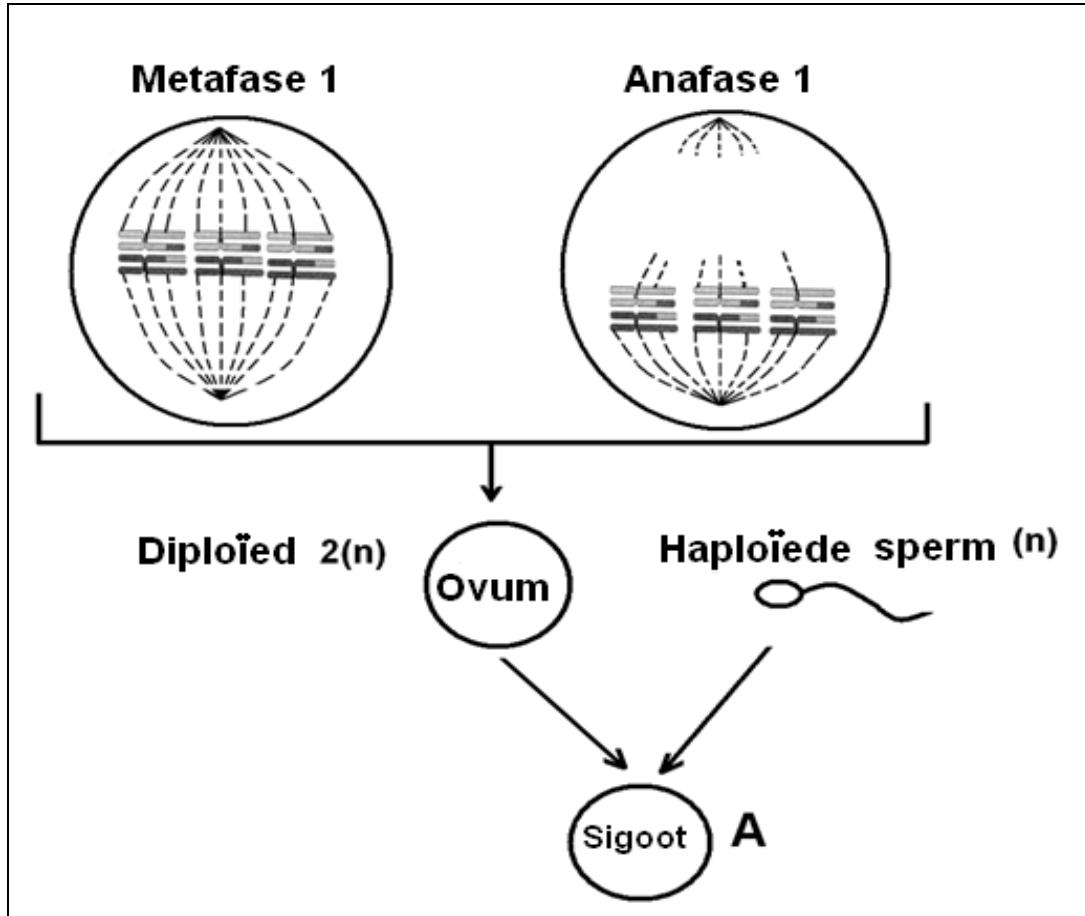 Metafase 1
Anafase 1
Diploïed 2(n)
Ovum
Haploïede sperm (n)
Sigoot
A